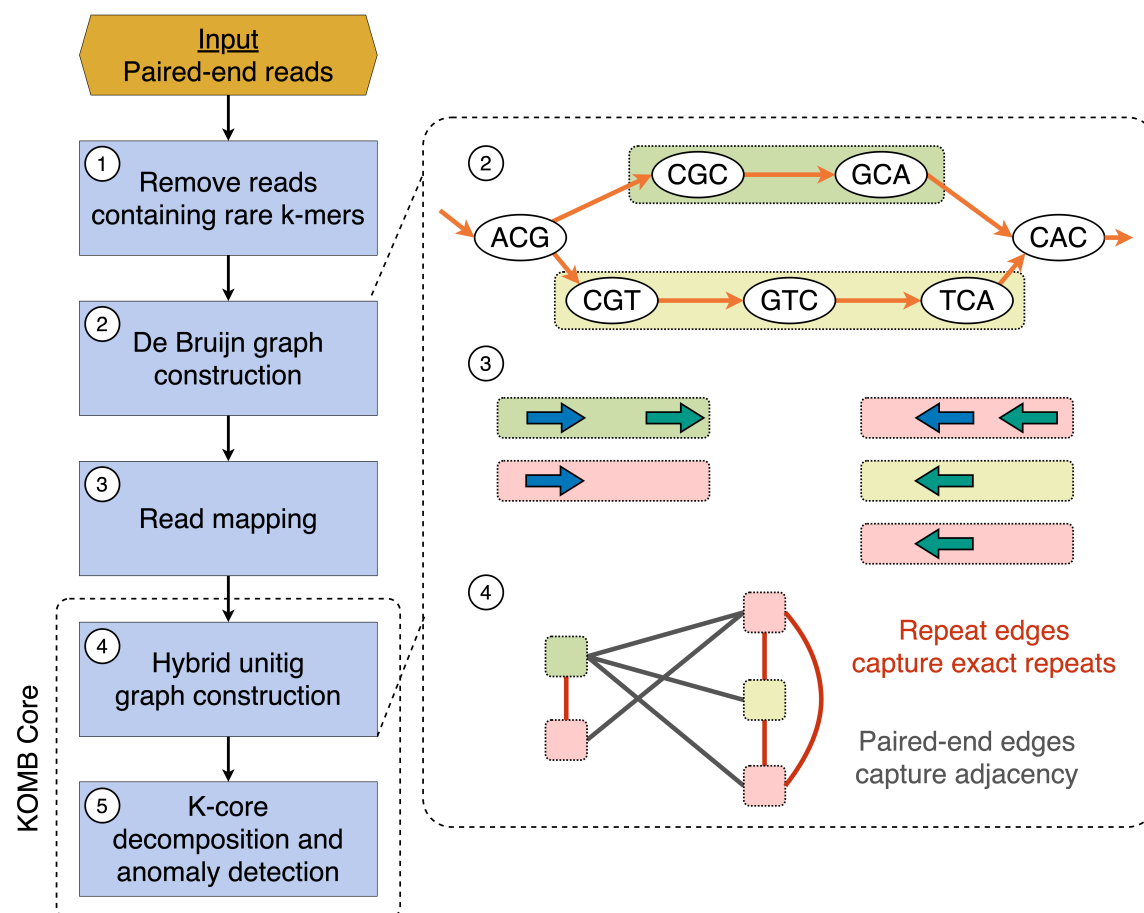 Input
Paired-end reads
1
Remove reads
containing rare k-mers
2
De Bruijn graph
construction
3
Read mapping
KOMB Core
4
Hybrid unitig
graph construction
5
K-core
decomposition and
anomaly detection
2
CGC
GCA
ACG
CAC
CGT
GTC
TCA
3
4
Repeat edges
capture exact repeats
Paired-end edges
capture adjacency